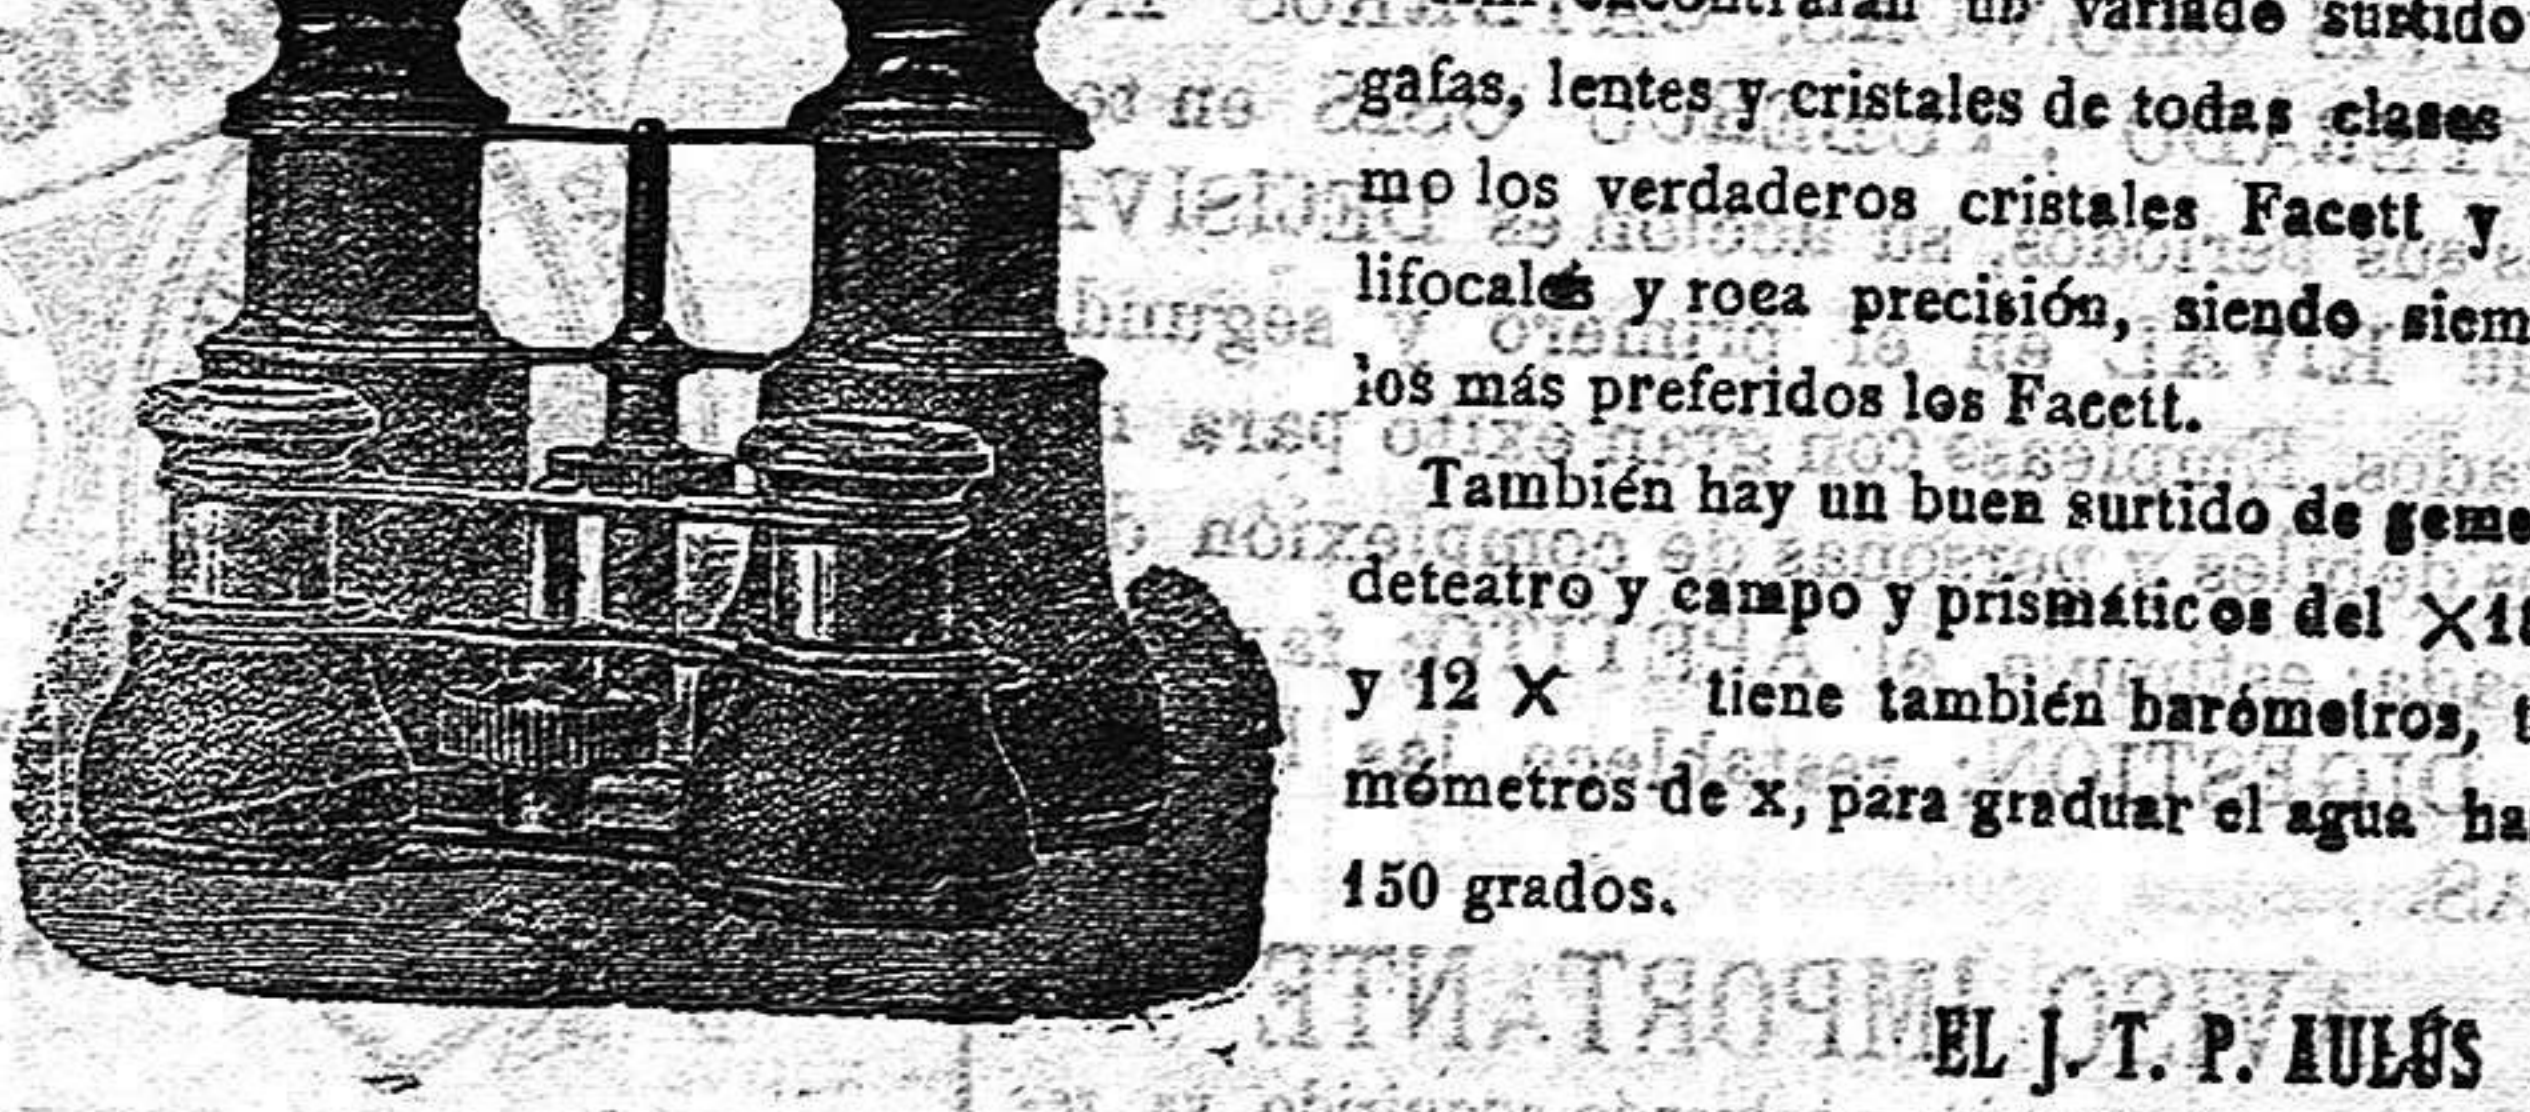 encontrarán un variado surtido
gafas, lentes y cristales de todas clases
mo los verdaderos cristales Facett y
lifocales y roea precisión, siendo siem
los más preferidos los Facett.
También hay un buen surtido de geme
deteatro y campo y prismáticos del ×18
y 12 × tiene también barómetros, t
mómetros de x, para graduar el agua ha
150 grados.
EL J. T. P. AULÚS